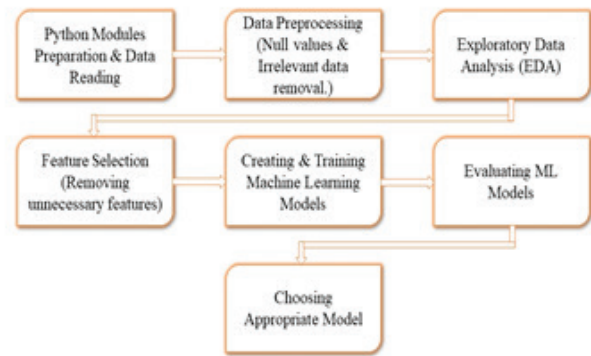 Python Modules
Preparation & Data
Reading
Data Preprocessing
(Null values &
Irrelevant data
removal.)
Exploratory Data
Analysis (EDA)
Feature Selection
(Removing
unnecessary features)
Creating & Training
Machine Learning
Models
Evaluating ML
Models
Choosing
Appropriate Model